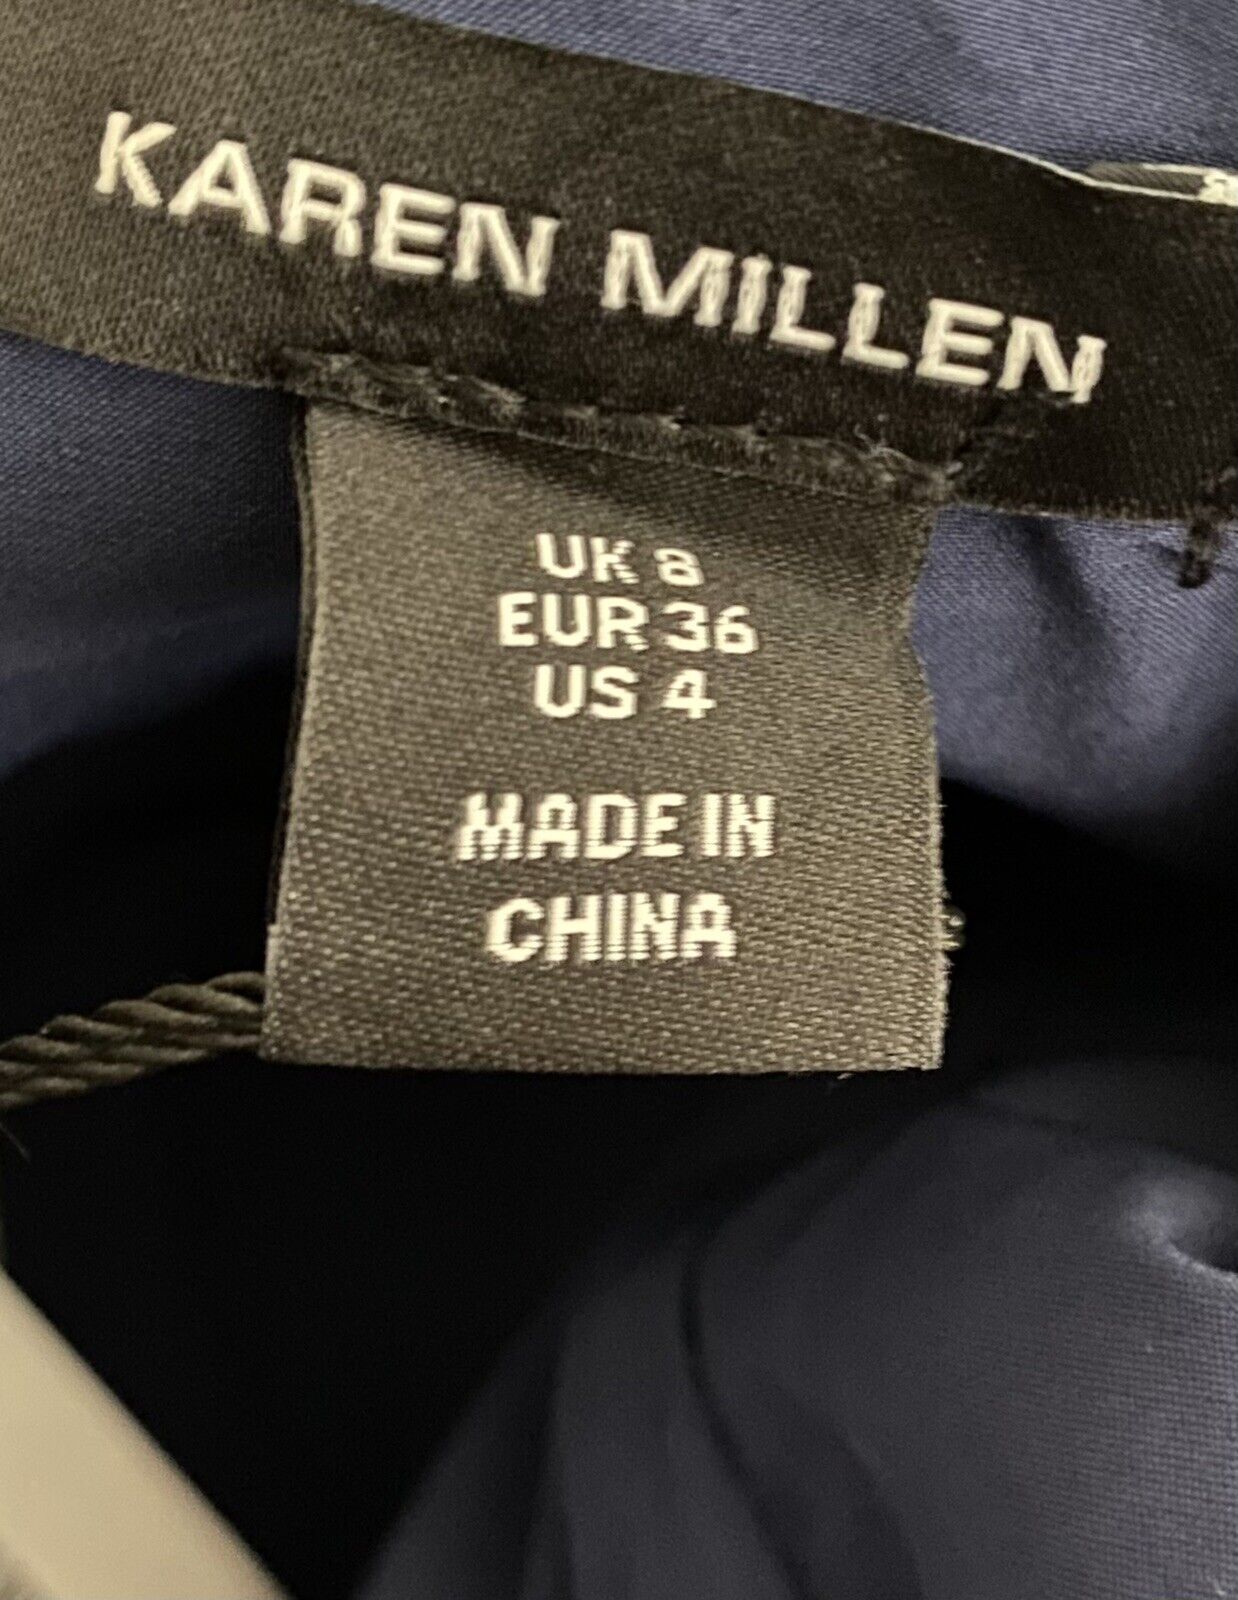 KAREN MILLEN
UK 8
EUR 36
US 4
MADE IN
CHINA